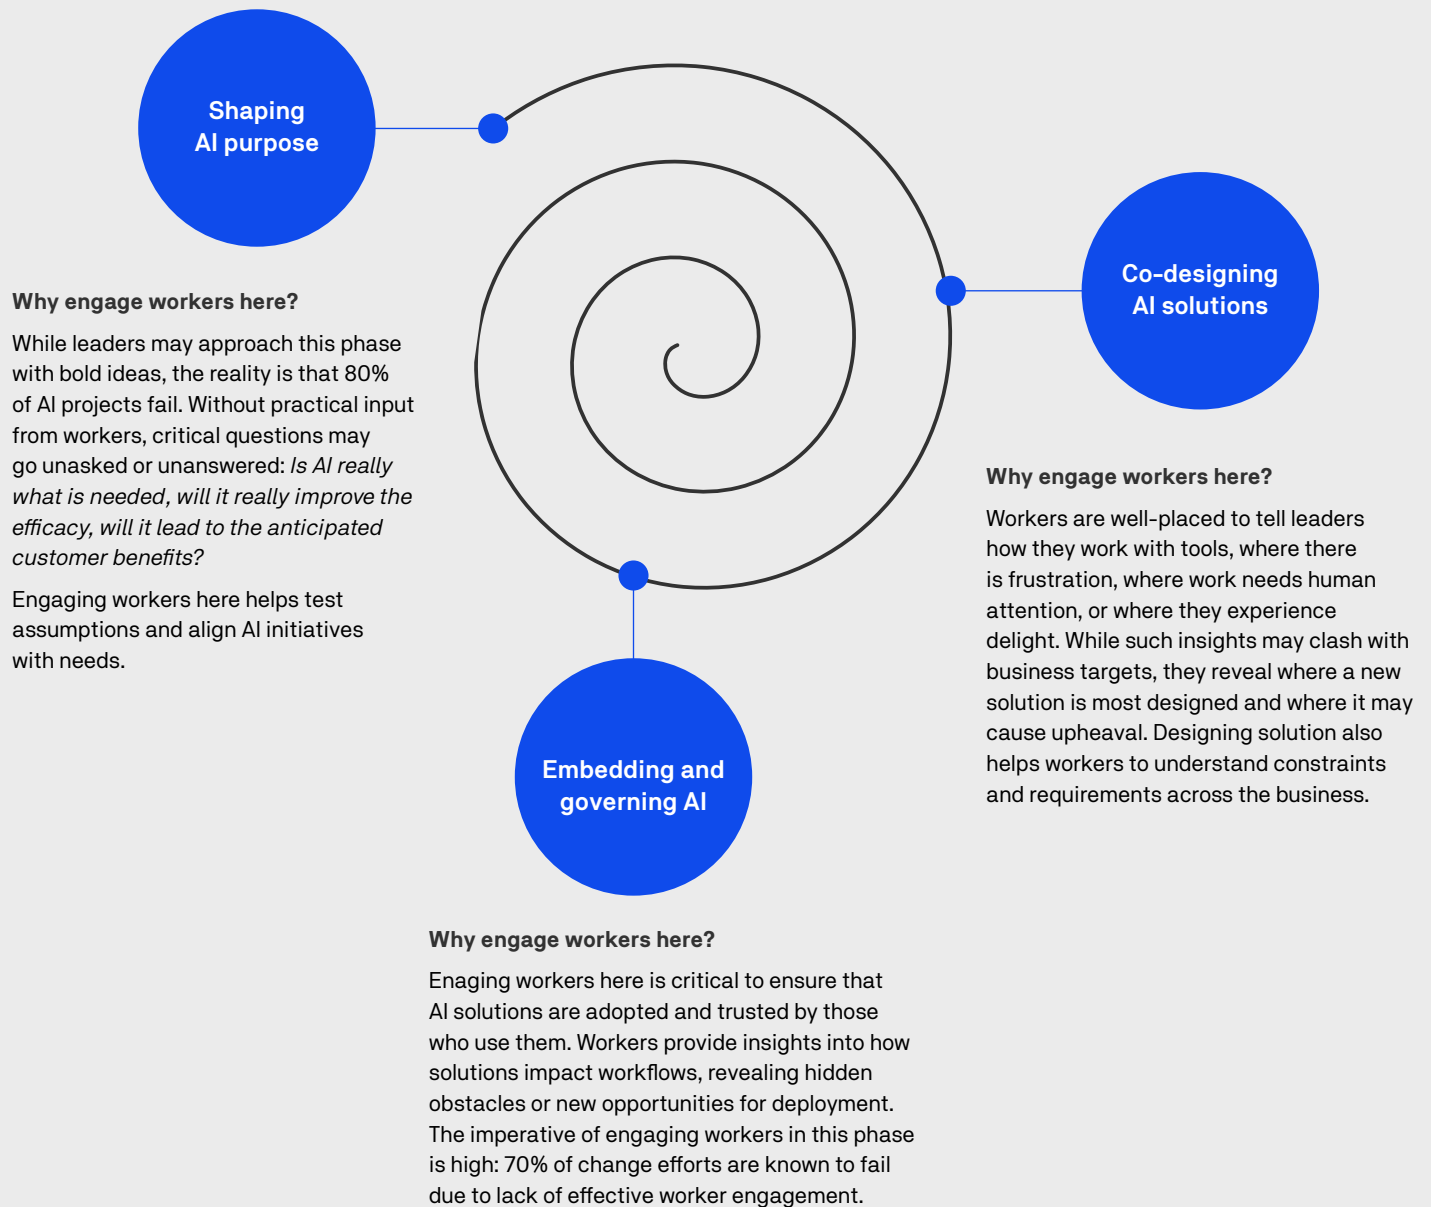 Shaping
AI purpose
Why engage workers here?
While leaders may approach this phase
with bold ideas, the reality is that 80%
of AI projects fail. Without practical input
from workers, critical questions may
go unasked or unanswered: Is AI really
what is needed, will it really improve the
efficacy, will it lead to the anticipated
customer benefits?
Engaging workers here helps test
assumptions and align AI initiatives
with needs.
Co-designing
AI solutions
Why engage workers here?
Workers are well-placed to tell leaders
how they work with tools, where there
is frustration, where work needs human
attention, or where they experience
delight. While such insights may clash with
business targets, they reveal where a new
solution is most designed and where it may
cause upheaval. Designing solution also
helps workers to understand constraints
and requirements across the business.
Embedding and
governing AI
Why engage workers here?
Enaging workers here is critical to ensure that
AI solutions are adopted and trusted by those
who use them. Workers provide insights into how
solutions impact workflows, revealing hidden
obstacles or new opportunities for deployment.
The imperative of engaging workers in this phase
is high: 70% of change efforts are known to fail
due to lack of effective worker engagement.